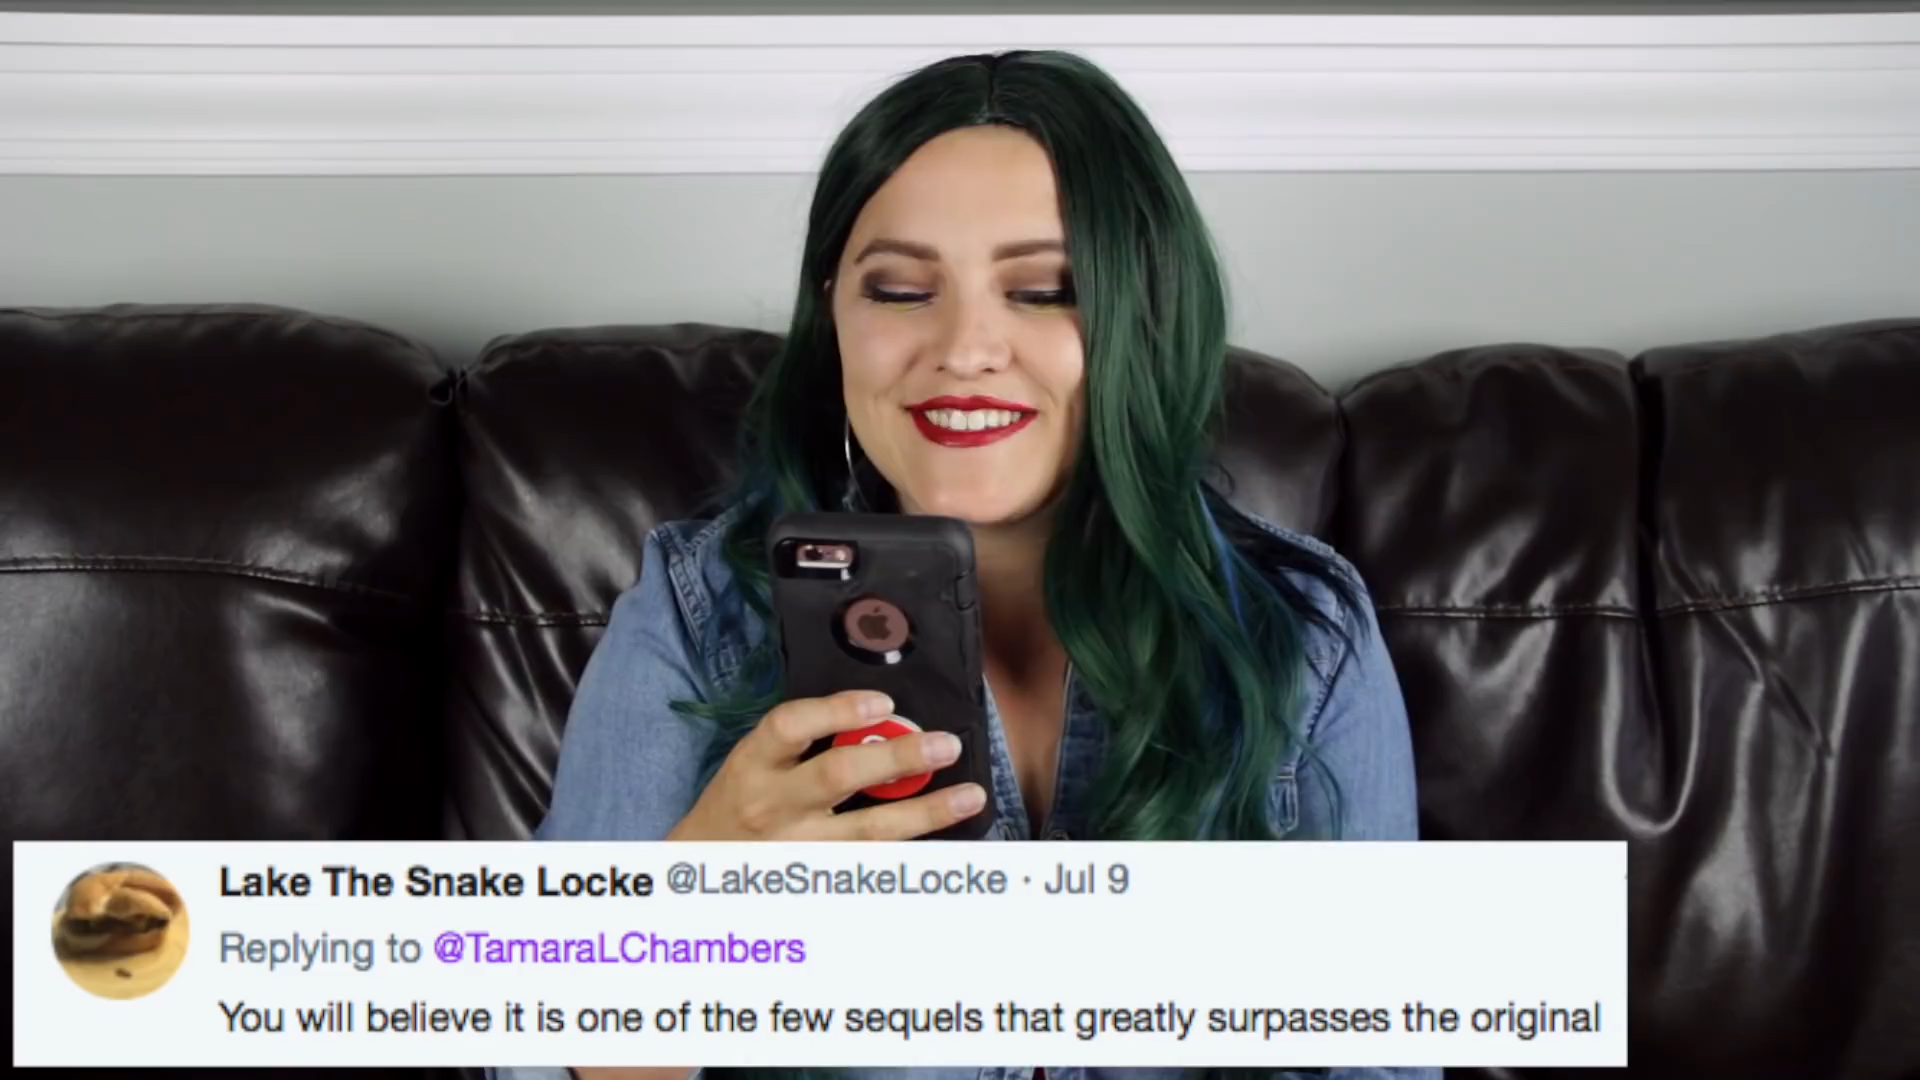 Lake The Snake Locke @LakeSnakeLocke · Jul 9
Replying to @TamaraLChambers
You will believe it is one of the few sequels that greatly surpasses the original